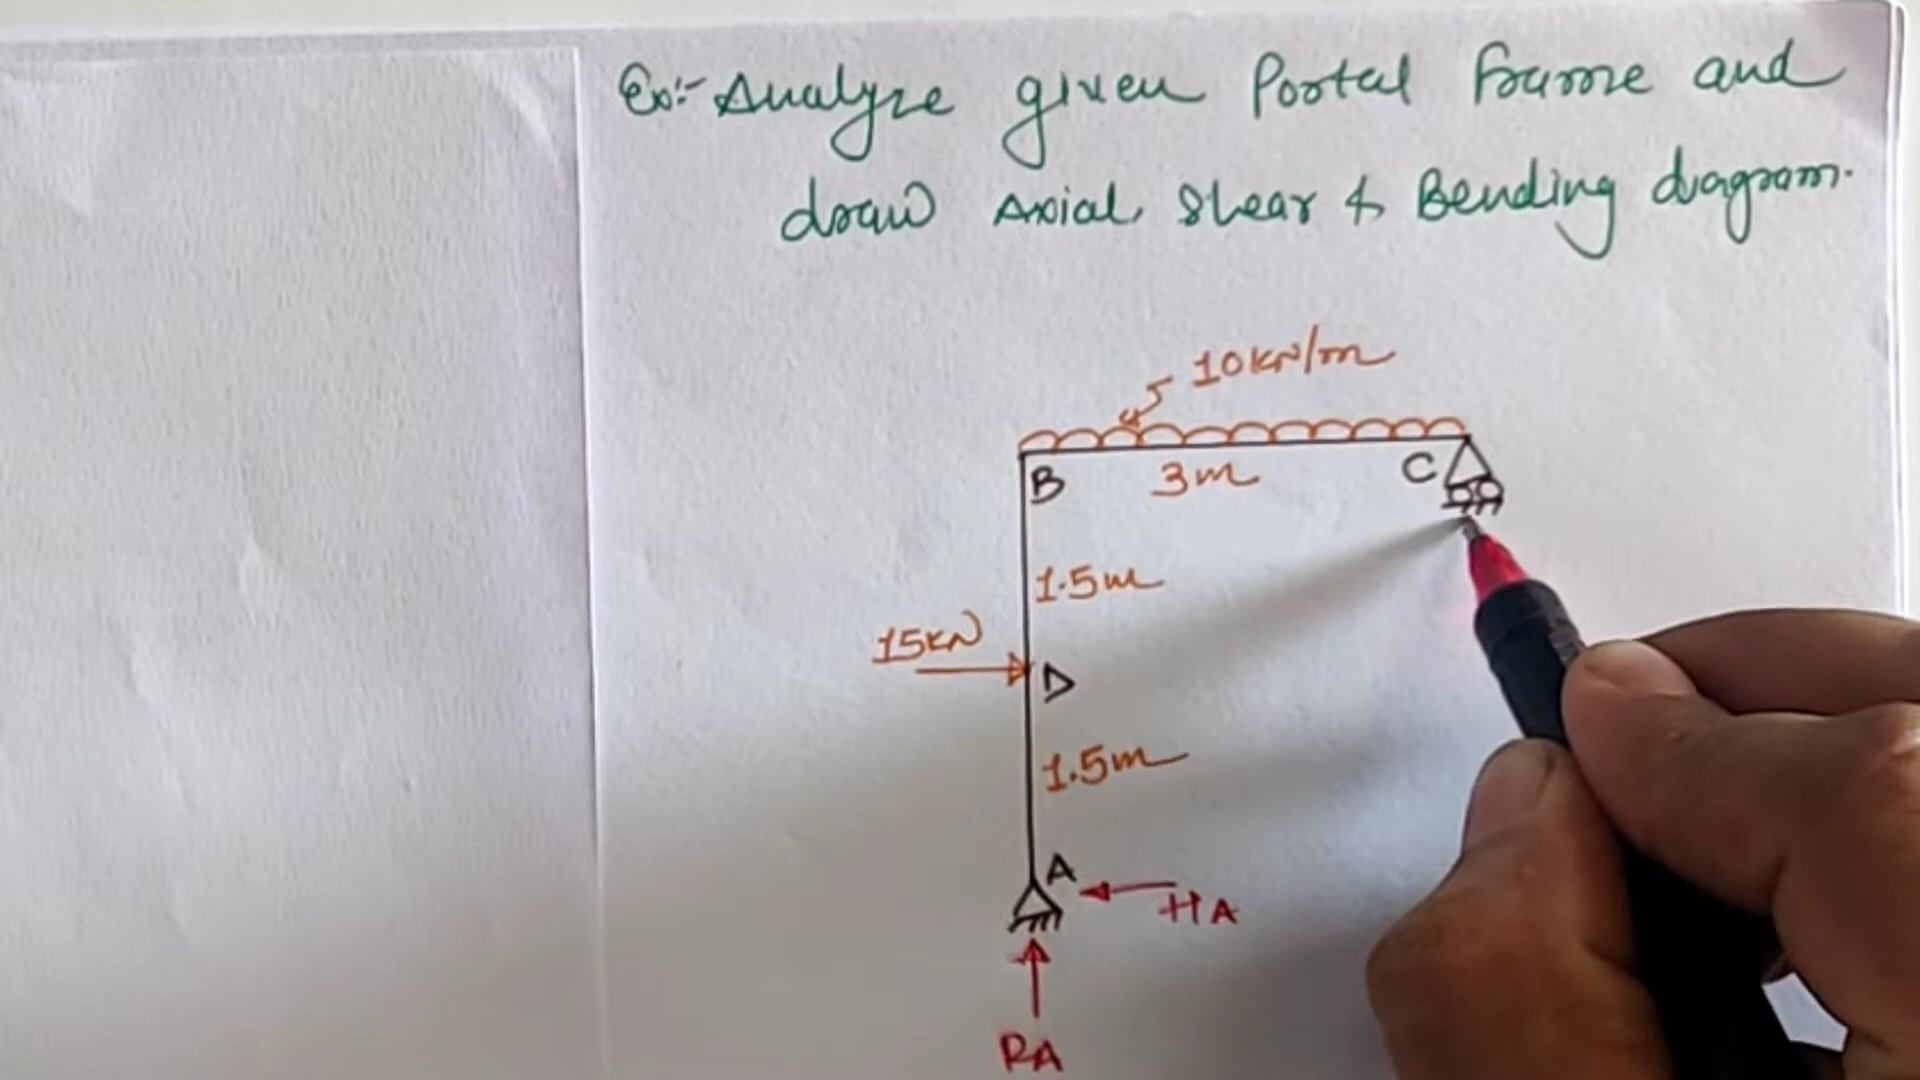 Ex:- Analyze given Portal Frame and
draw Axial, Shear & Bending diagram.
10kN/m
B
3m
C
1.5m
15kN
D
1.5m
A
HA
RA